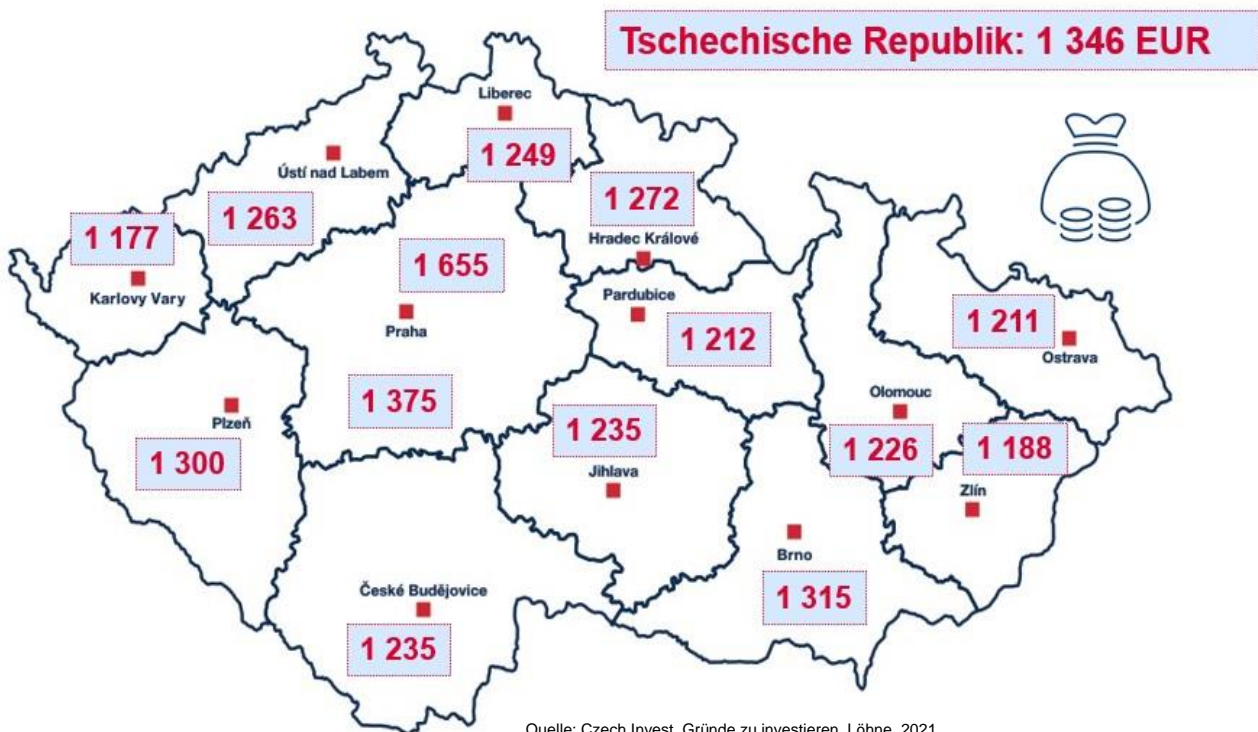 Tschechische Republik: 1 346 EUR
Liberec
1 249
Ústí nad Labem
1 263
1 272
Hradec Králové
1 177
Karlovy Vary
1 655
Praha
1 375
Pardubice
1 212
1 211
Ostrava
Plzeň
1 300
1 235
Jihlava
Olomouc
1 226
1 188
Zlín
Brno
1 315
České Budějovice
1 235
Quelle: Czech Invest, Gründe zu investieren, Löhne, 2021